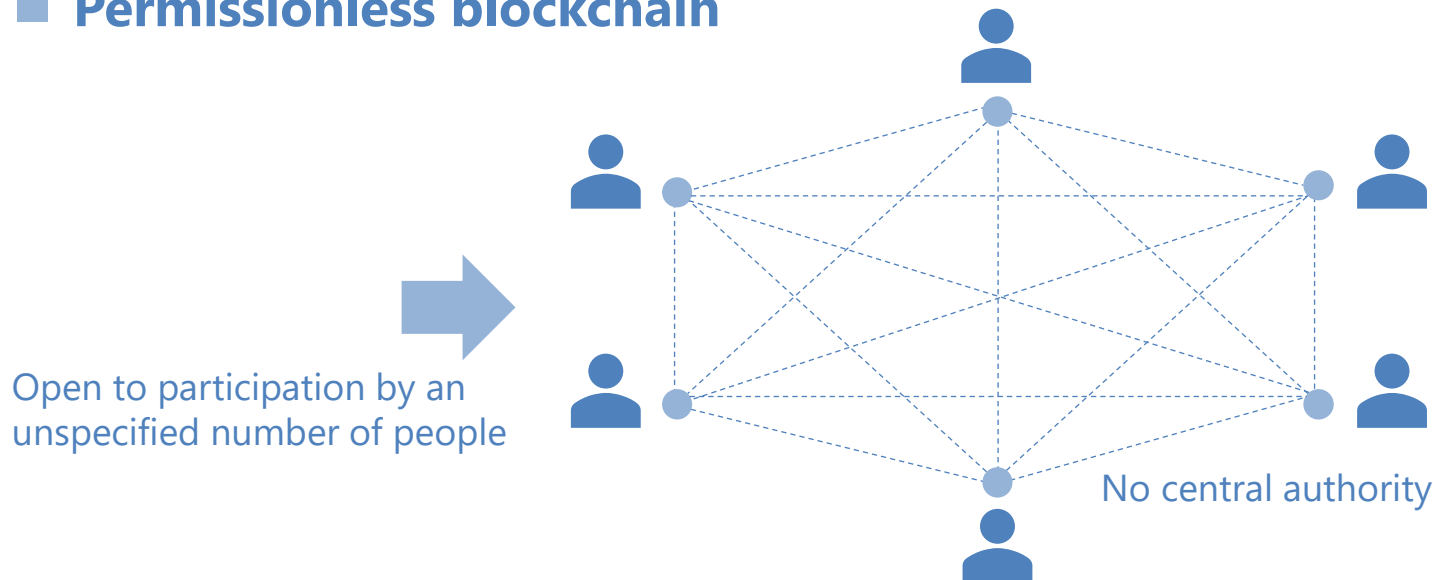 Permissionless blockchain
Open to participation by an
unspecified number of people
No central authority